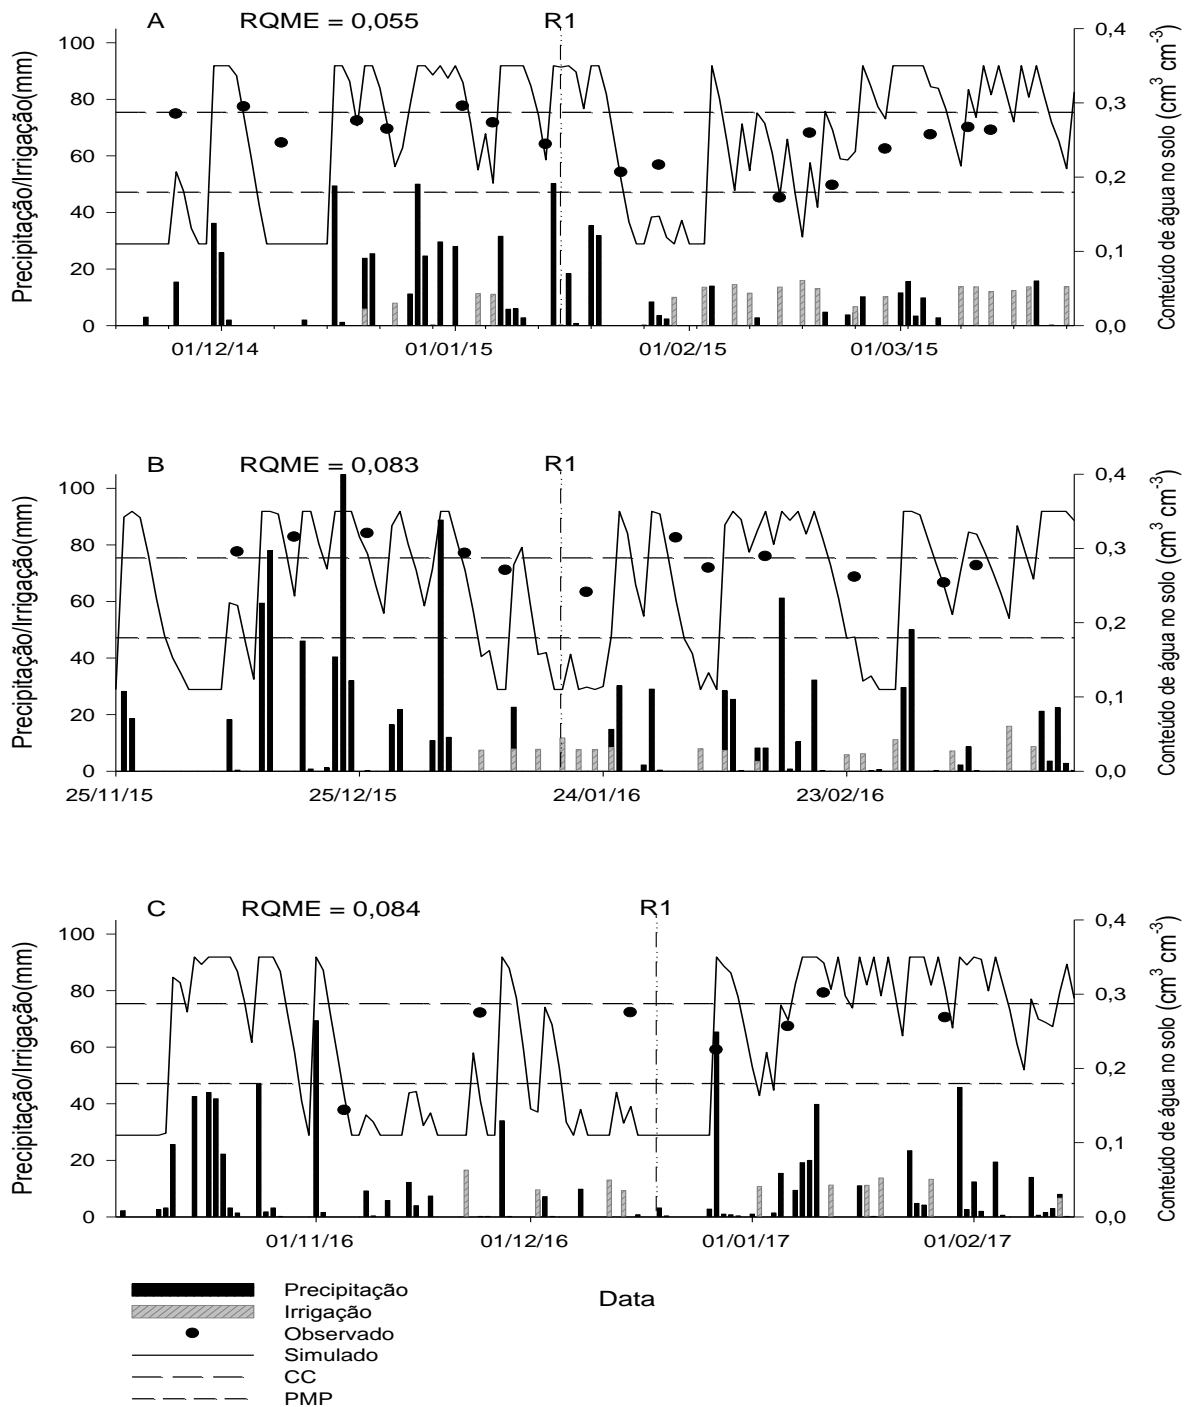 A RQME = 0,055 R1
Precipitação/Irrigação(mm)
100
80
60
40
20
0
0,4
0,3
0,2
0,1
0,0
Conteúdo de água no solo (cm³ cm⁻³)
01/12/14 01/01/15 01/02/15 01/03/15
B RQME = 0,083 R1
Precipitação/Irrigação(mm)
100
80
60
40
20
0
0,4
0,3
0,2
0,1
0,0
Conteúdo de água no solo (cm³ cm⁻³)
25/11/15 25/12/15 24/01/16 23/02/16
C RQME = 0,084 R1
Precipitação/Irrigação(mm)
100
80
60
40
20
0
0,4
0,3
0,2
0,1
0,0
Conteúdo de água no solo (cm³ cm⁻³)
01/11/16 01/12/16 01/01/17 01/02/17
Data
Precipitação
Irrigação
Observado
Simulado
CC
PMP